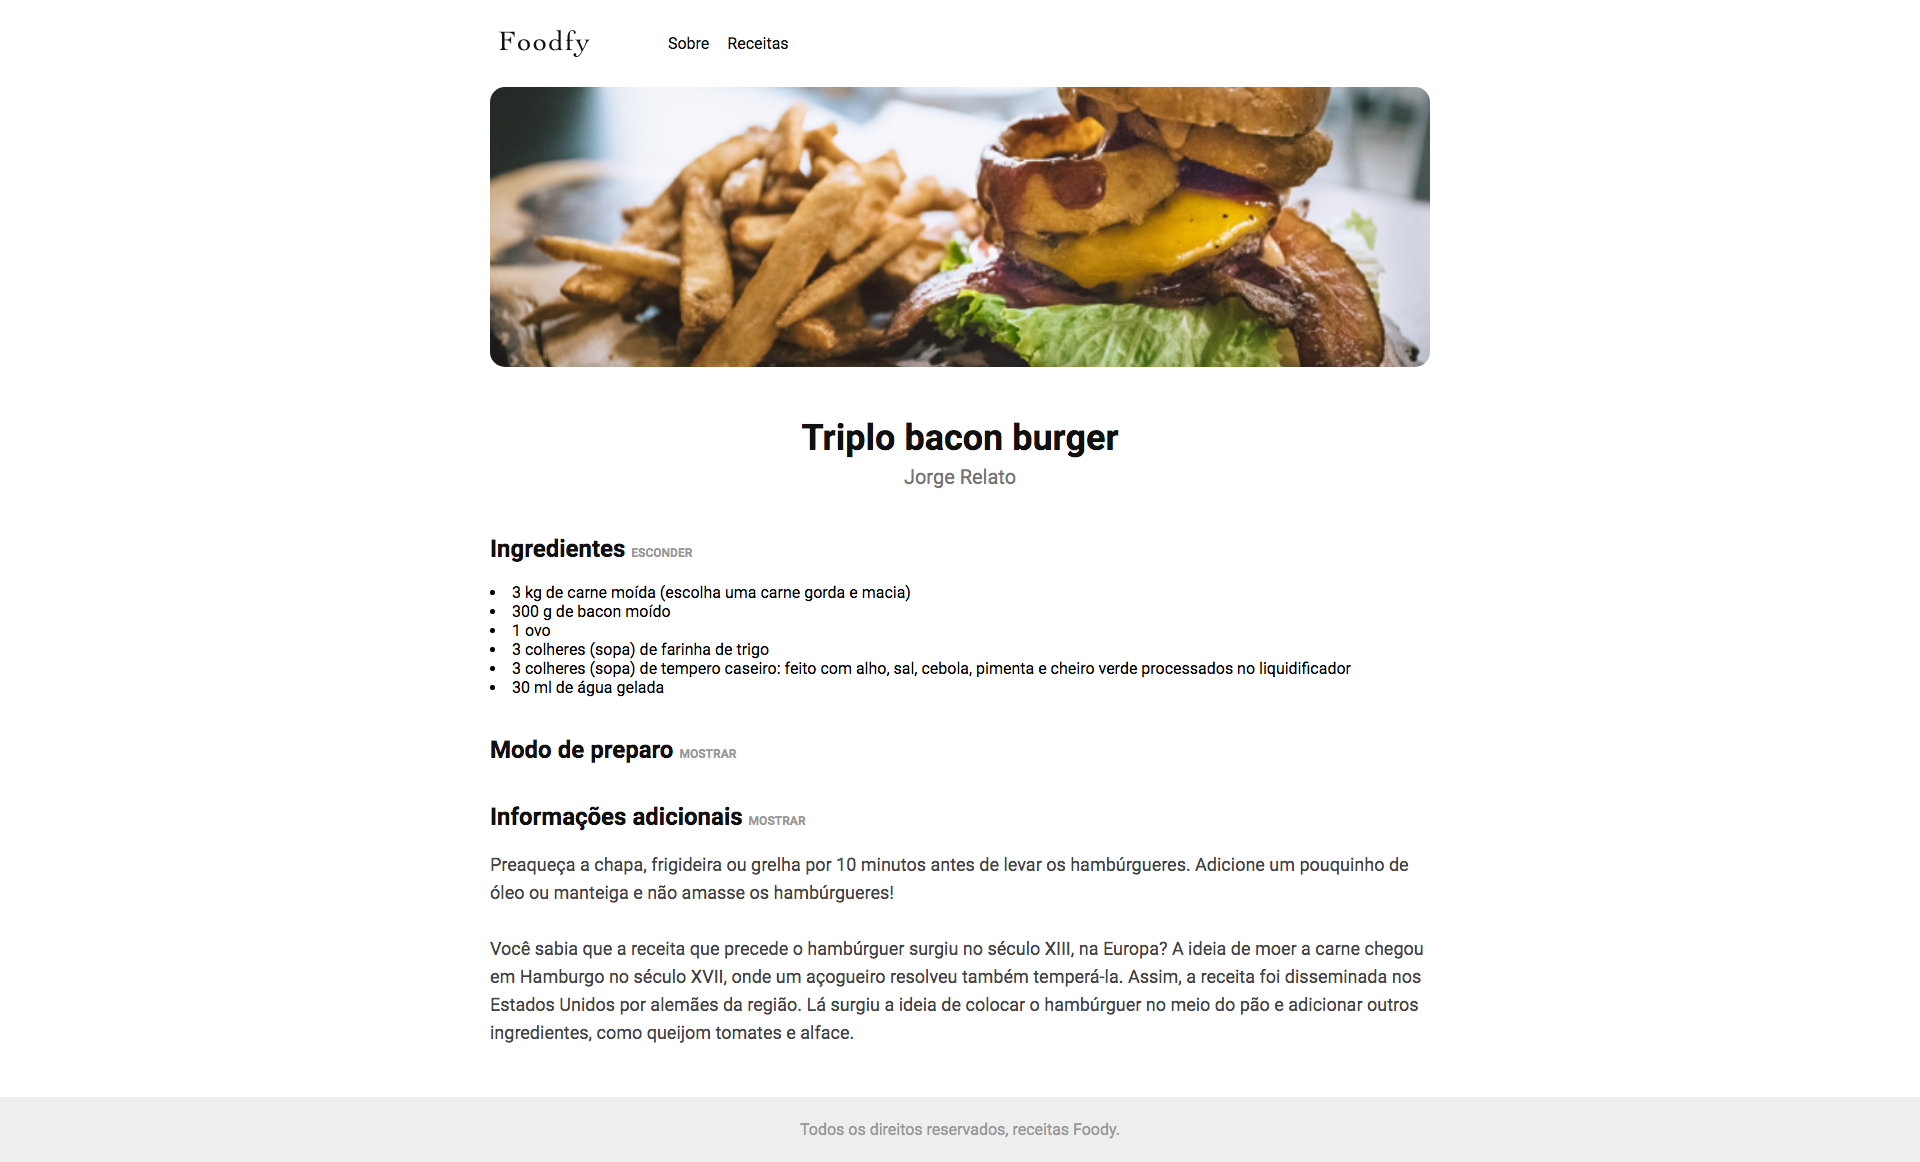 Foodfy
Sobre Receitas
Triplo bacon burger
Jorge Relato
Ingredientes ESCONDER
• 3 kg de carne moída (escolha uma carne gorda e macia)
• 300 g de bacon moído
• 1 ovo
• 3 colheres (sopa) de farinha de trigo
• 3 colheres (sopa) de tempero caseiro: feito com alho, sal, cebola, pimenta e cheiro verde processados no liquidificador
• 30 ml de água gelada
Modo de preparo MOSTRAR
Informações adicionais MOSTRAR
Preaqueça a chapa, frigideira ou grelha por 10 minutos antes de levar os hambúrgueres. Adicione um pouquinho de
óleo ou manteiga e não amasse os hambúrgueres!
Você sabia que a receita que precede o hambúrguer surgiu no século XIII, na Europa? A ideia de moer a carne chegou
em Hamburgo no século XVII, onde um açogueiro resolveu também temperá-la. Assim, a receita foi disseminada nos
Estados Unidos por alemães da região. Lá surgiu a ideia de colocar o hambúrguer no meio do pão e adicionar outros
ingredientes, como queijom tomates e alface.
Todos os direitos reservados, receitas Foody.